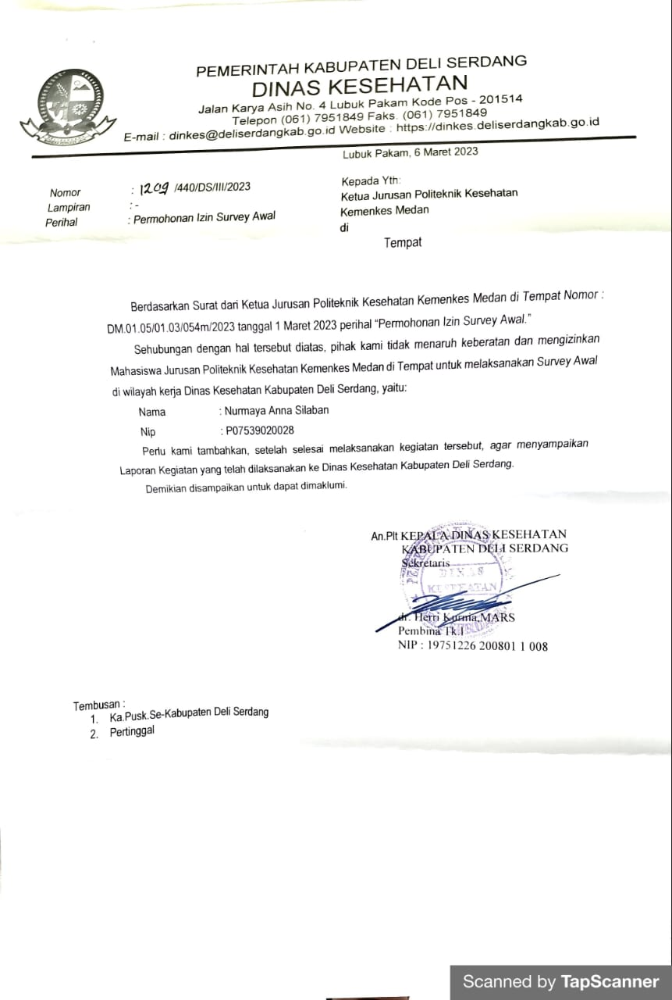 PEMERINTAH KABUPATEN DELI SERDANG
DINAS KESEHATAN
Jalan Karya Asih No. 4 Lubuk Pakam Kode Pos - 201514
Telepon (061) 7951849 Faks. (061) 7951849
E-mail : dinkes@deliserdangkab.go.id Website : https://dinkes.deliserdangkab.go.id
Lubuk Pakam, 6 Maret 2023
Nomor : 1209 /440/DS/III/2023
Lampiran : -
Perihal : Permohonan Izin Survey Awal
Kepada Yth:
Ketua Jurusan Politeknik Kesehatan
Kemenkes Medan
di
Tempat
Berdasarkan Surat dari Ketua Jurusan Politeknik Kesehatan Kemenkes Medan di Tempat Nomor :
DM.01.05/01.03/054m/2023 tanggal 1 Maret 2023 perihal “Permohonan Izin Survey Awal.”
Sehubungan dengan hal tersebut diatas, pihak kami tidak menaruh keberatan dan mengizinkan
Mahasiswa Jurusan Politeknik Kesehatan Kemenkes Medan di Tempat untuk melaksanakan Survey Awal
di wilayah kerja Dinas Kesehatan Kabupaten Deli Serdang, yaitu:
Nama : Nurmaya Anna Silaban
Nip : P07539020028
Perlu kami tambahkan, setelah selesai melaksanakan kegiatan tersebut, agar menyampaikan
Laporan Kegiatan yang telah dilaksanakan ke Dinas Kesehatan Kabupaten Deli Serdang.
Demikian disampaikan untuk dapat dimaklumi.
An.Plt KEPALA DINAS KESEHATAN
KABUPATEN DELI SERDANG
Sekretaris
DINAS
KESEHATAN
dr. Herri Kurnia,MARS
Pembina Tk.I
NIP : 19751226 200801 1 008
Tembusan :
1. Ka.Pusk.Se-Kabupaten Deli Serdang
2. Pertinggal
Scanned by TapScanner